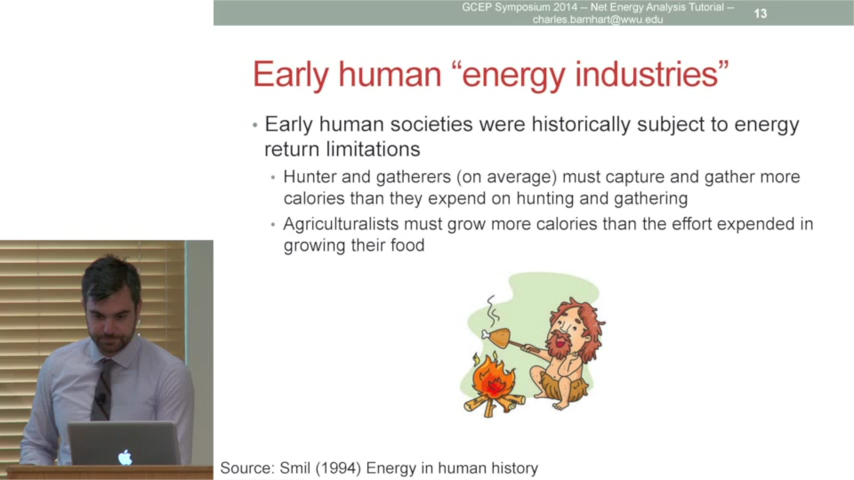 GCEP Symposium 2014 -- Net Energy Analysis Tutorial --
charles.barnhart@wwu.edu
13
Early human “energy industries”
• Early human societies were historically subject to energy
return limitations
• Hunter and gatherers (on average) must capture and gather more
calories than they expend on hunting and gathering
• Agriculturalists must grow more calories than the effort expended in
growing their food
Source: Smil (1994) Energy in human history